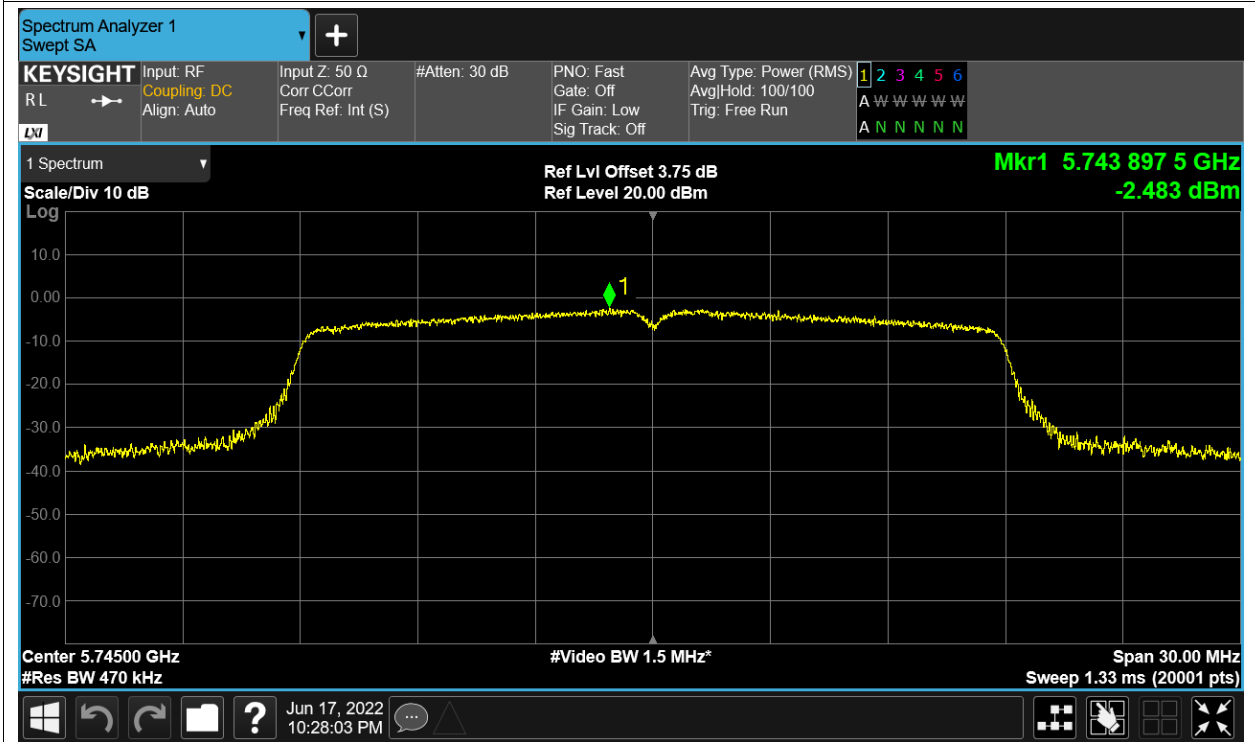 Spectrum Analyzer 1
Swept SA
+
KEYSIGHT
R L
LXI
Input: RF
Coupling: DC
Align: Auto
Input Z: 50 Ω
Corr CCorr
Freq Ref: Int (S)
#Atten: 30 dB
PNO: Fast
Gate: Off
IF Gain: Low
Sig Track: Off
Avg Type: Power (RMS)
Avg|Hold: 100/100
Trig: Free Run
1 2 3 4 5 6
A W W W W W
A N N N N N
1 Spectrum
Scale/Div 10 dB
Log
Ref Lvl Offset 3.75 dB
Ref Level 20.00 dBm
Mkr1 5.743 897 5 GHz
-2.483 dBm
10.0
0.00
-10.0
-20.0
-30.0
-40.0
-50.0
-60.0
-70.0
1
Center 5.74500 GHz
#Res BW 470 kHz
#Video BW 1.5 MHz*
Span 30.00 MHz
Sweep 1.33 ms (20001 pts)
?
Jun 17, 2022
10:28:03 PM